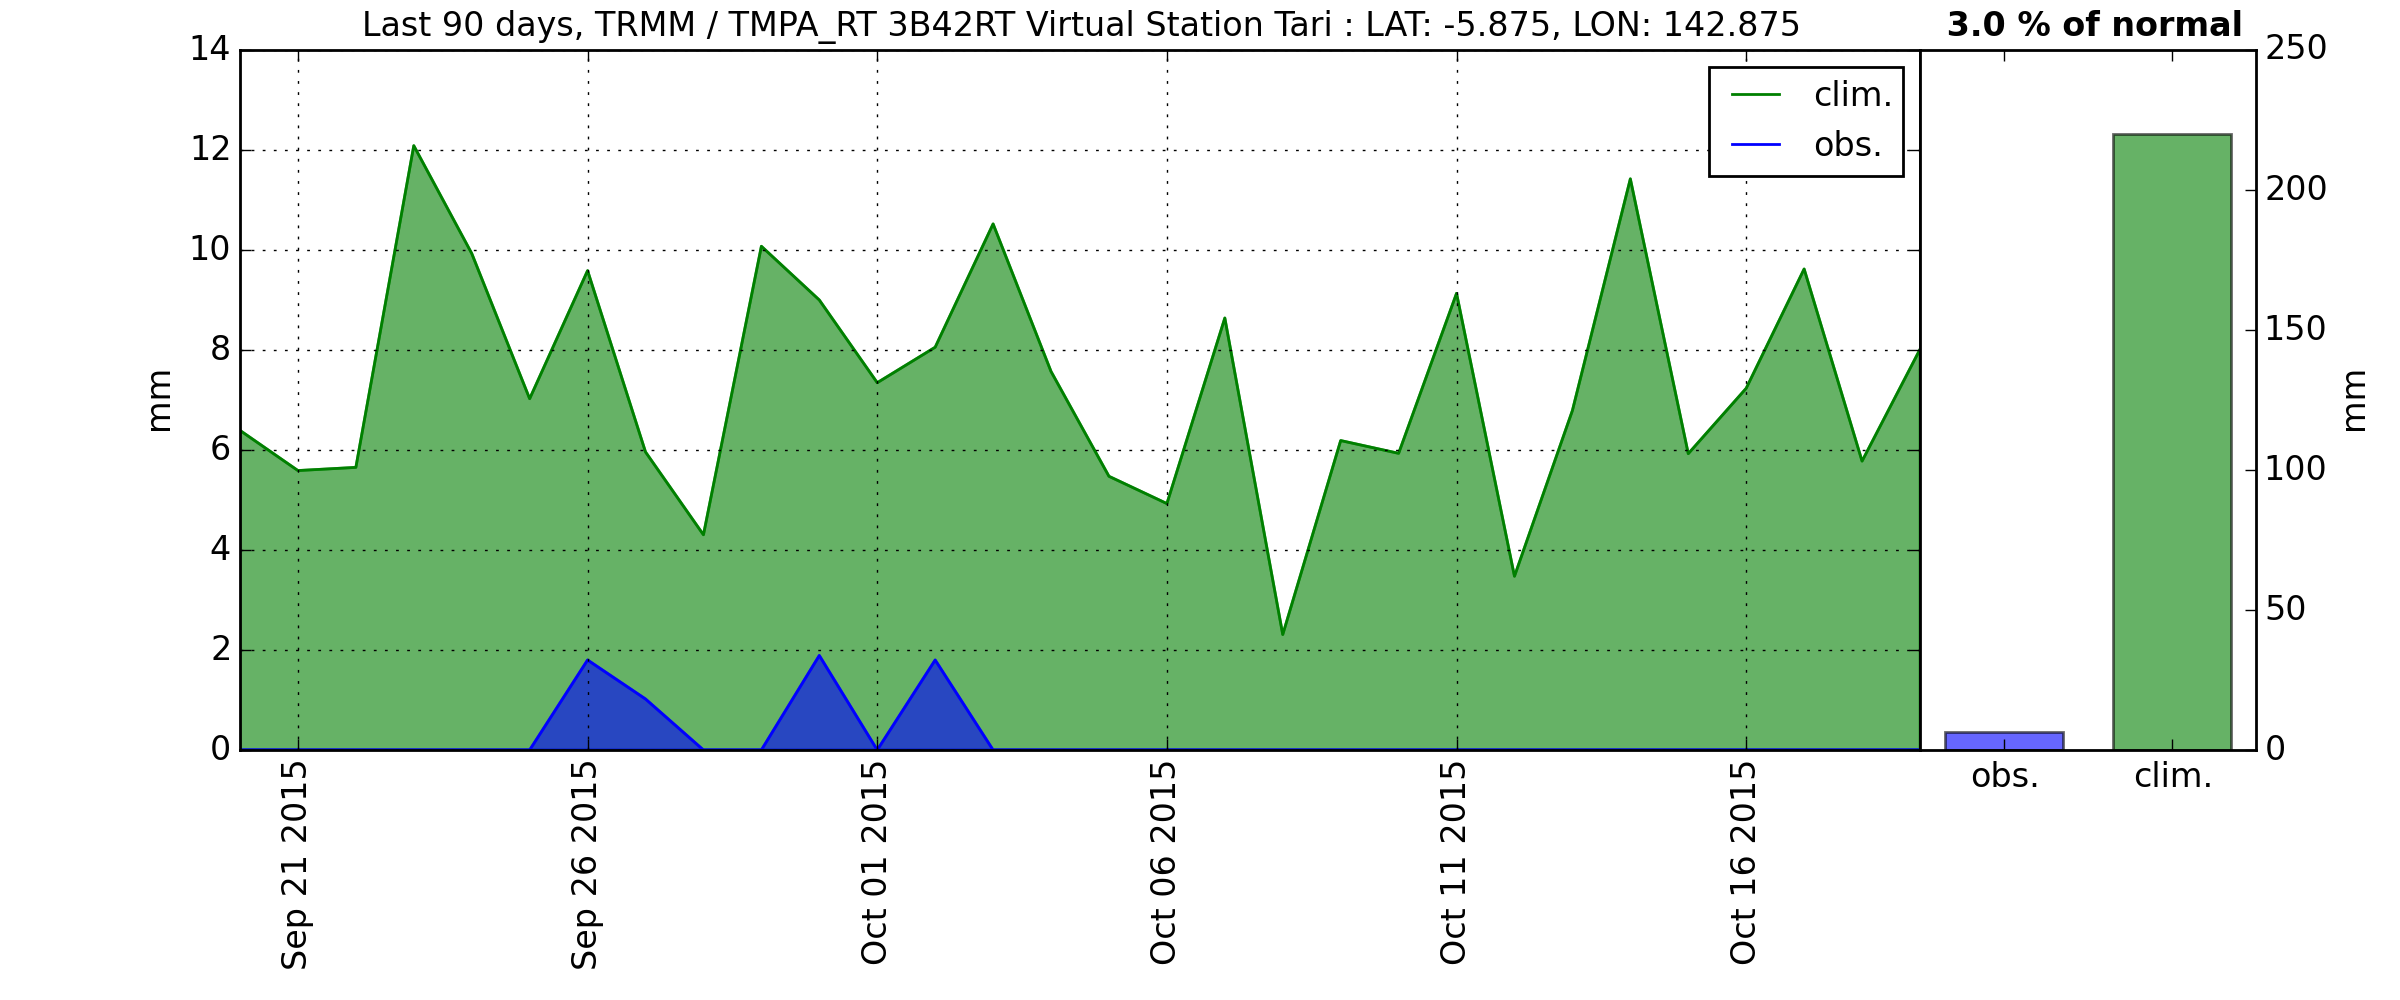 Last 90 days, TRMM / TMPA_RT 3B42RT Virtual Station Tari : LAT: -5.875, LON: 142.875
3.0 % of normal
14
12
10
8
6
4
2
0
mm
clim.
obs.
250
200
150
100
50
0
mm
obs.
clim.
Sep 21 2015
Sep 26 2015
Oct 01 2015
Oct 06 2015
Oct 11 2015
Oct 16 2015